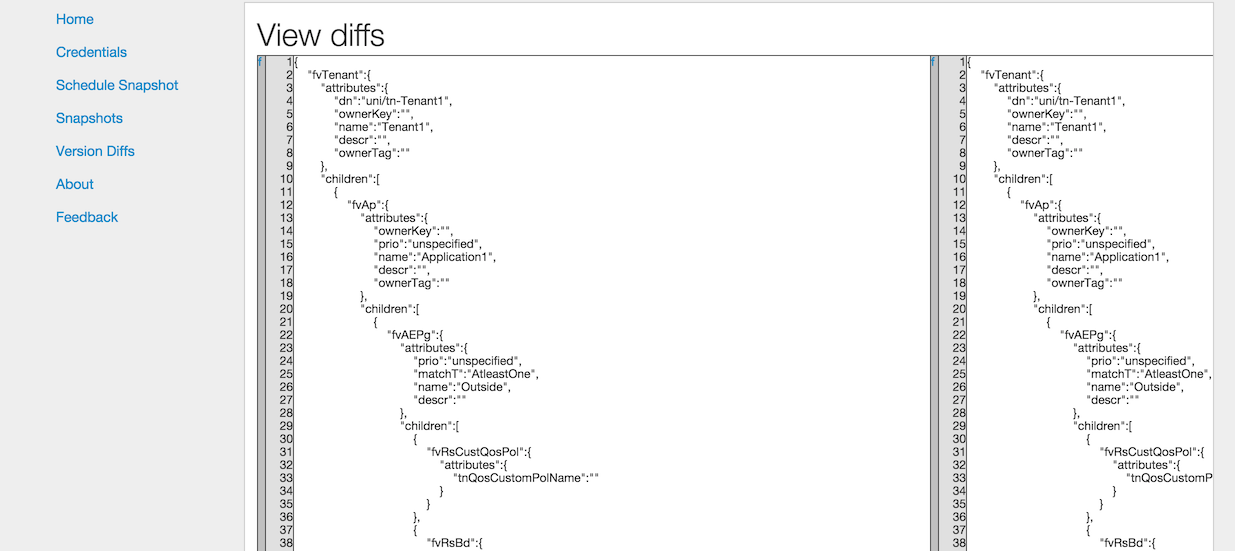 Home
Credentials
Schedule Snapshot
Snapshots
Version Diffs
About
Feedback
View diffs
f
1 {
2 "fvTenant":{
3 "attributes":{
4 "dn":"uni/tn-Tenant1",
5 "ownerKey":"",
6 "name":"Tenant1",
7 "descr":"",
8 "ownerTag":""
9 },
10 "children":[
11 {
12 "fvAp":{
13 "attributes":{
14 "ownerKey":"",
15 "prio":"unspecified",
16 "name":"Application1",
17 "descr":"",
18 "ownerTag":""
19 },
20 "children":[
21 {
22 "fvAEPg":{
23 "attributes":{
24 "prio":"unspecified",
25 "matchT":"AtleastOne",
26 "name":"Outside",
27 "descr":""
28 },
29 "children":[
30 {
31 "fvRsCustQosPol":{
32 "attributes":{
33 "tnQosCustomPolName":""
34 }
35 }
36 },
37 {
38 "fvRsBd":{
f
1 {
2 "fvTenant":{
3 "attributes":{
4 "dn":"uni/tn-Tenant1",
5 "ownerKey":"",
6 "name":"Tenant1",
7 "descr":"",
8 "ownerTag":""
9 },
10 "children":[
11 {
12 "fvAp":{
13 "attributes":{
14 "ownerKey":"",
15 "prio":"unspecified",
16 "name":"Application1",
17 "descr":"",
18 "ownerTag":""
19 },
20 "children":[
21 {
22 "fvAEPg":{
23 "attributes":{
24 "prio":"unspecified",
25 "matchT":"AtleastOne",
26 "name":"Outside",
27 "descr":""
28 },
29 "children":[
30 {
31 "fvRsCustQosPol":{
32 "attributes":{
33 "tnQosCustomP
34 }
35 }
36 },
37 {
38 "fvRsBd":{